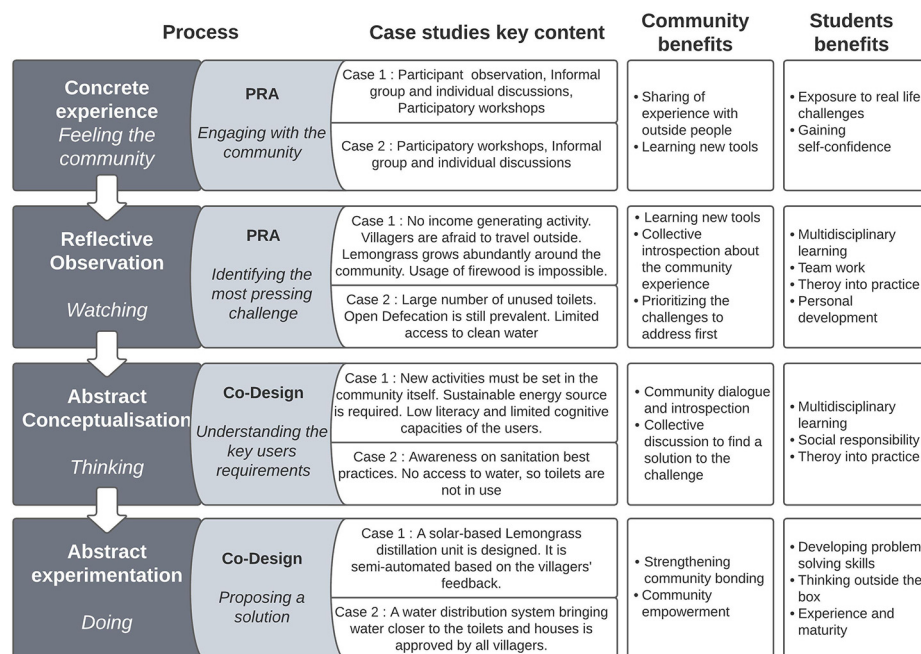 Process
Case studies key content
Community
benefits
Students
benefits
Concrete
experience
Feeling the
community
PRA
Engaging with the
community
Case 1 : Participant observation, Informal
group and individual discussions,
Participatory workshops
Case 2 : Participatory workshops, Informal
group and individual discussions
• Sharing of
experience with
outside people
• Learning new tools
• Exposure to real life
challenges
• Gaining
self-confidence
Reflective
Observation
Watching
PRA
Identifying the
most pressing
challenge
Case 1 : No income generating activity.
Villagers are afraid to travel outside.
Lemongrass grows abundantly around the
community. Usage of firewood is impossible.
Case 2 : Large number of unused toilets.
Open Defecation is still prevalent. Limited
access to clean water
• Learning new tools
• Collective
introspection about
the community
experience
• Prioritizing the
challenges to
address first
• Multidisciplinary
learning
• Team work
• Theroy into practice
• Personal
development
Abstract
Conceptualisation
Thinking
Co-Design
Understanding the
key users
requirements
Case 1 : New activities must be set in the
community itself. Sustainable energy source
is required. Low literacy and limited cognitive
capacities of the users.
Case 2 : Awareness on sanitation best
practices. No access to water, so toilets are
not in use
• Community dialogue
and introspection
• Collective
discussion to find a
solution to the
challenge
• Multidisciplinary
learning
• Social responsibility
• Theroy into practice
Abstract
experimentation
Doing
Co-Design
Proposing a
solution
Case 1 : A solar-based Lemongrass
distillation unit is designed. It is
semi-automated based on the villagers'
feedback.
Case 2 : A water distribution system bringing
water closer to the toilets and houses is
approved by all villagers.
• Strengthening
community bonding
• Community
empowerment
• Developing problem
solving skills
• Thinking outside the
box
• Experience and
maturity